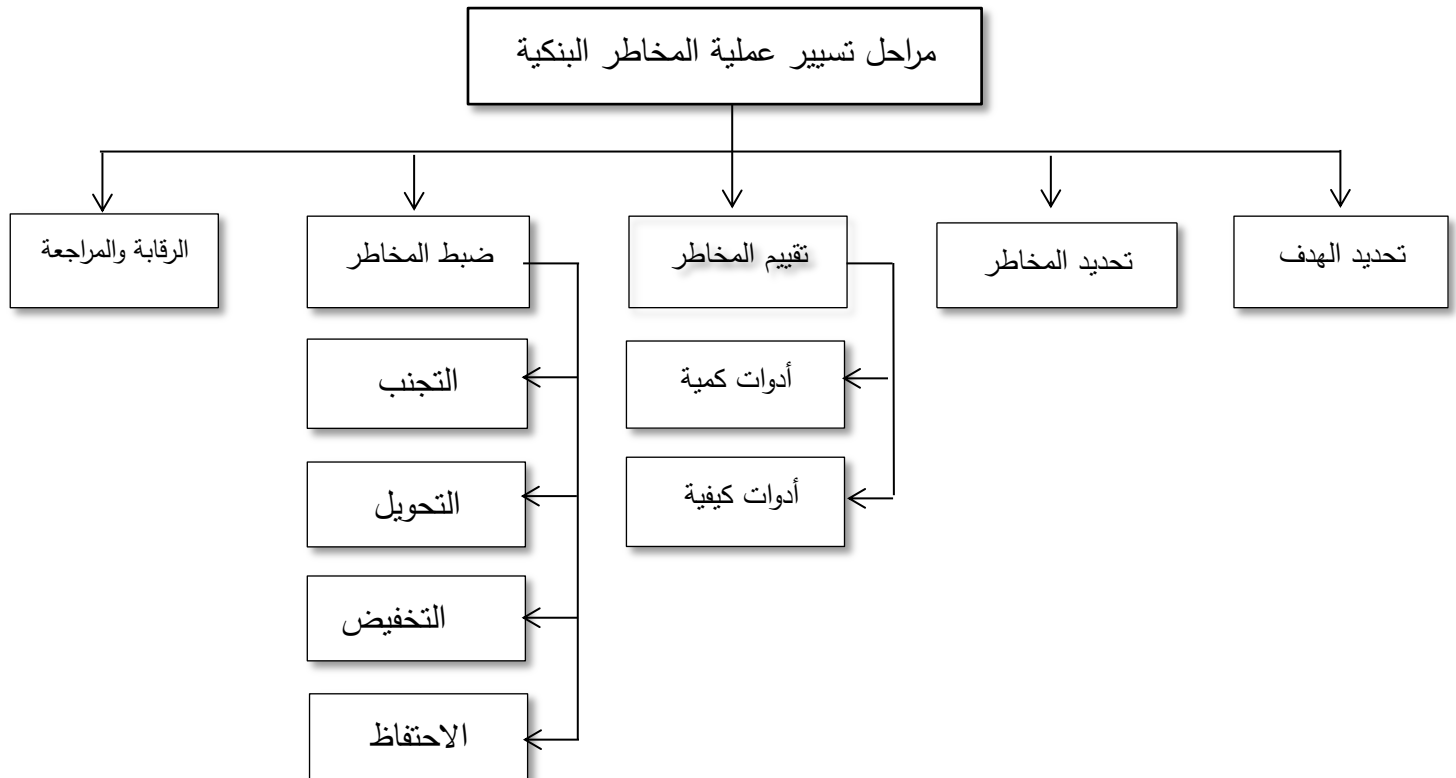 مراحل تسيير عملية المخاطر البنكية
تحديد الهدف
تحديد المخاطر
تقييم المخاطر
ضبط المخاطر
الرقابة والمراجعة
أدوات كمية
أدوات كيفية
التجنب
التحويل
التخفيض
الاحتفاظ